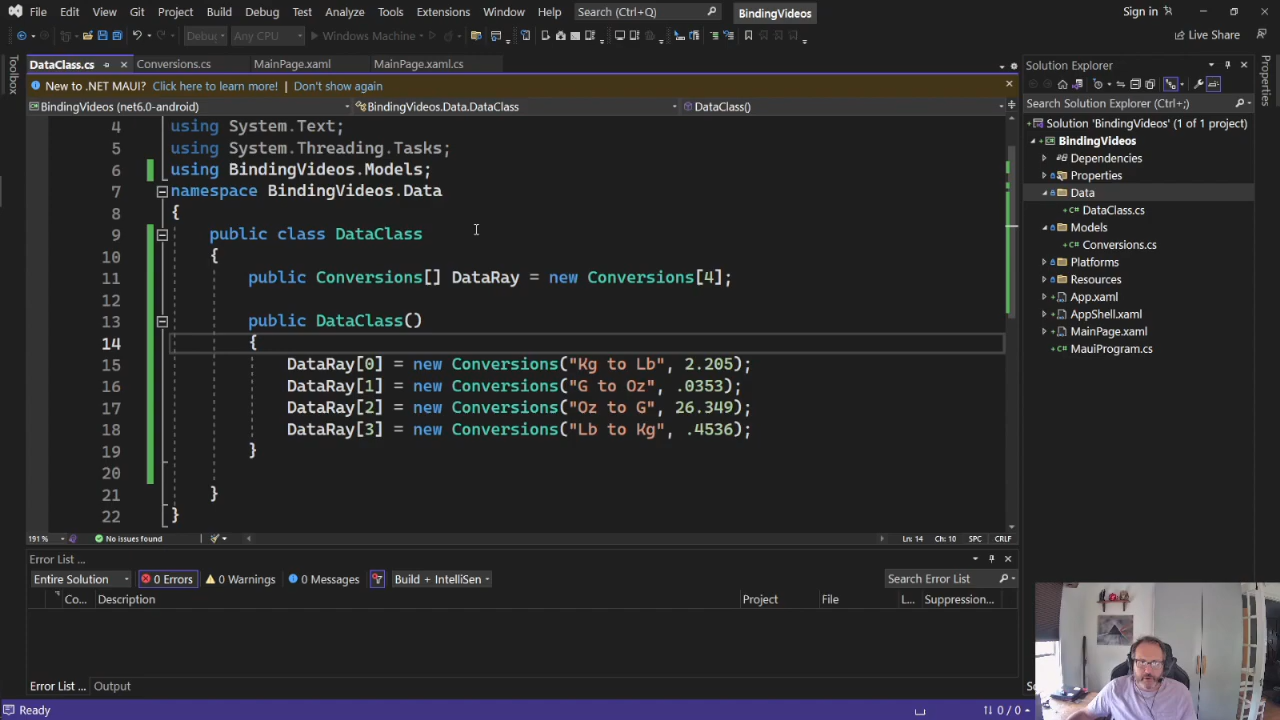 File Edit View Git Project Build Debug Test Analyze Tools Extensions Window Help Search (Ctrl+Q) BindingVideos Sign in
Debug Any CPU Windows Machine Live Share
DataClass.cs Conversions.cs MainPage.xaml MainPage.xaml.cs
New to .NET MAUI? Click here to learn more! Don't show again
BindingVideos (net6.0-android) BindingVideos.Data.DataClass DataClass()
4 using System.Text;
5 using System.Threading.Tasks;
6 using BindingVideos.Models;
7 namespace BindingVideos.Data
8 {
9 public class DataClass
10 {
11 public Conversions[] DataRay = new Conversions[4];
12
13 public DataClass()
14 {
15 DataRay[0] = new Conversions("Kg to Lb", 2.205);
16 DataRay[1] = new Conversions("G to Oz", .0353);
17 DataRay[2] = new Conversions("Oz to G", 26.349);
18 DataRay[3] = new Conversions("Lb to Kg", .4536);
19 }
20
21 }
22 }
191 % No issues found Ln: 14 Ch: 10 SPC CRLF
Error List ...
Entire Solution 0 Errors 0 Warnings 0 Messages Build + IntelliSen Search Error List
Co... Description Project File L... Suppression...
Error List ... Output
Ready 0 / 0
Toolbox
Solution Explorer
Search Solution Explorer (Ctrl+;)
Solution 'BindingVideos' (1 of 1 project)
BindingVideos
Dependencies
Properties
Data
DataClass.cs
Models
Conversions.cs
Platforms
Resources
App.xaml
AppShell.xaml
MainPage.xaml
MauiProgram.cs
Properties